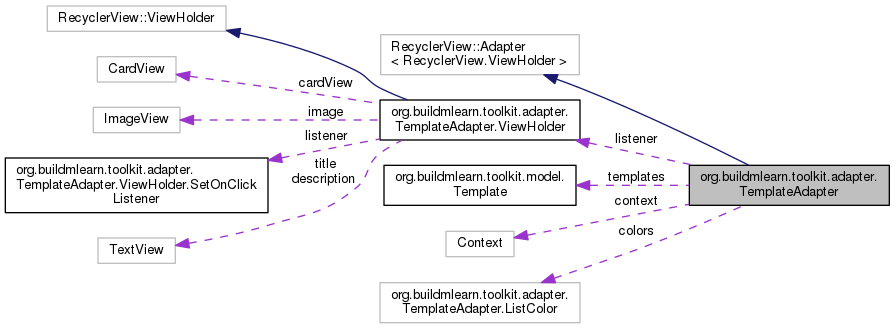 RecyclerView::ViewHolder
RecyclerView::Adapter
< RecyclerView.ViewHolder >
CardView
cardView
ImageView
image
org.buildmlearn.toolkit.adapter.
TemplateAdapter.ViewHolder
listener
listener
org.buildmlearn.toolkit.adapter.
TemplateAdapter.ViewHolder.SetOnClick
Listener
title
description
org.buildmlearn.toolkit.model.
Template
templates
org.buildmlearn.toolkit.adapter.
TemplateAdapter
context
colors
TextView
Context
org.buildmlearn.toolkit.adapter.
TemplateAdapter.ListColor